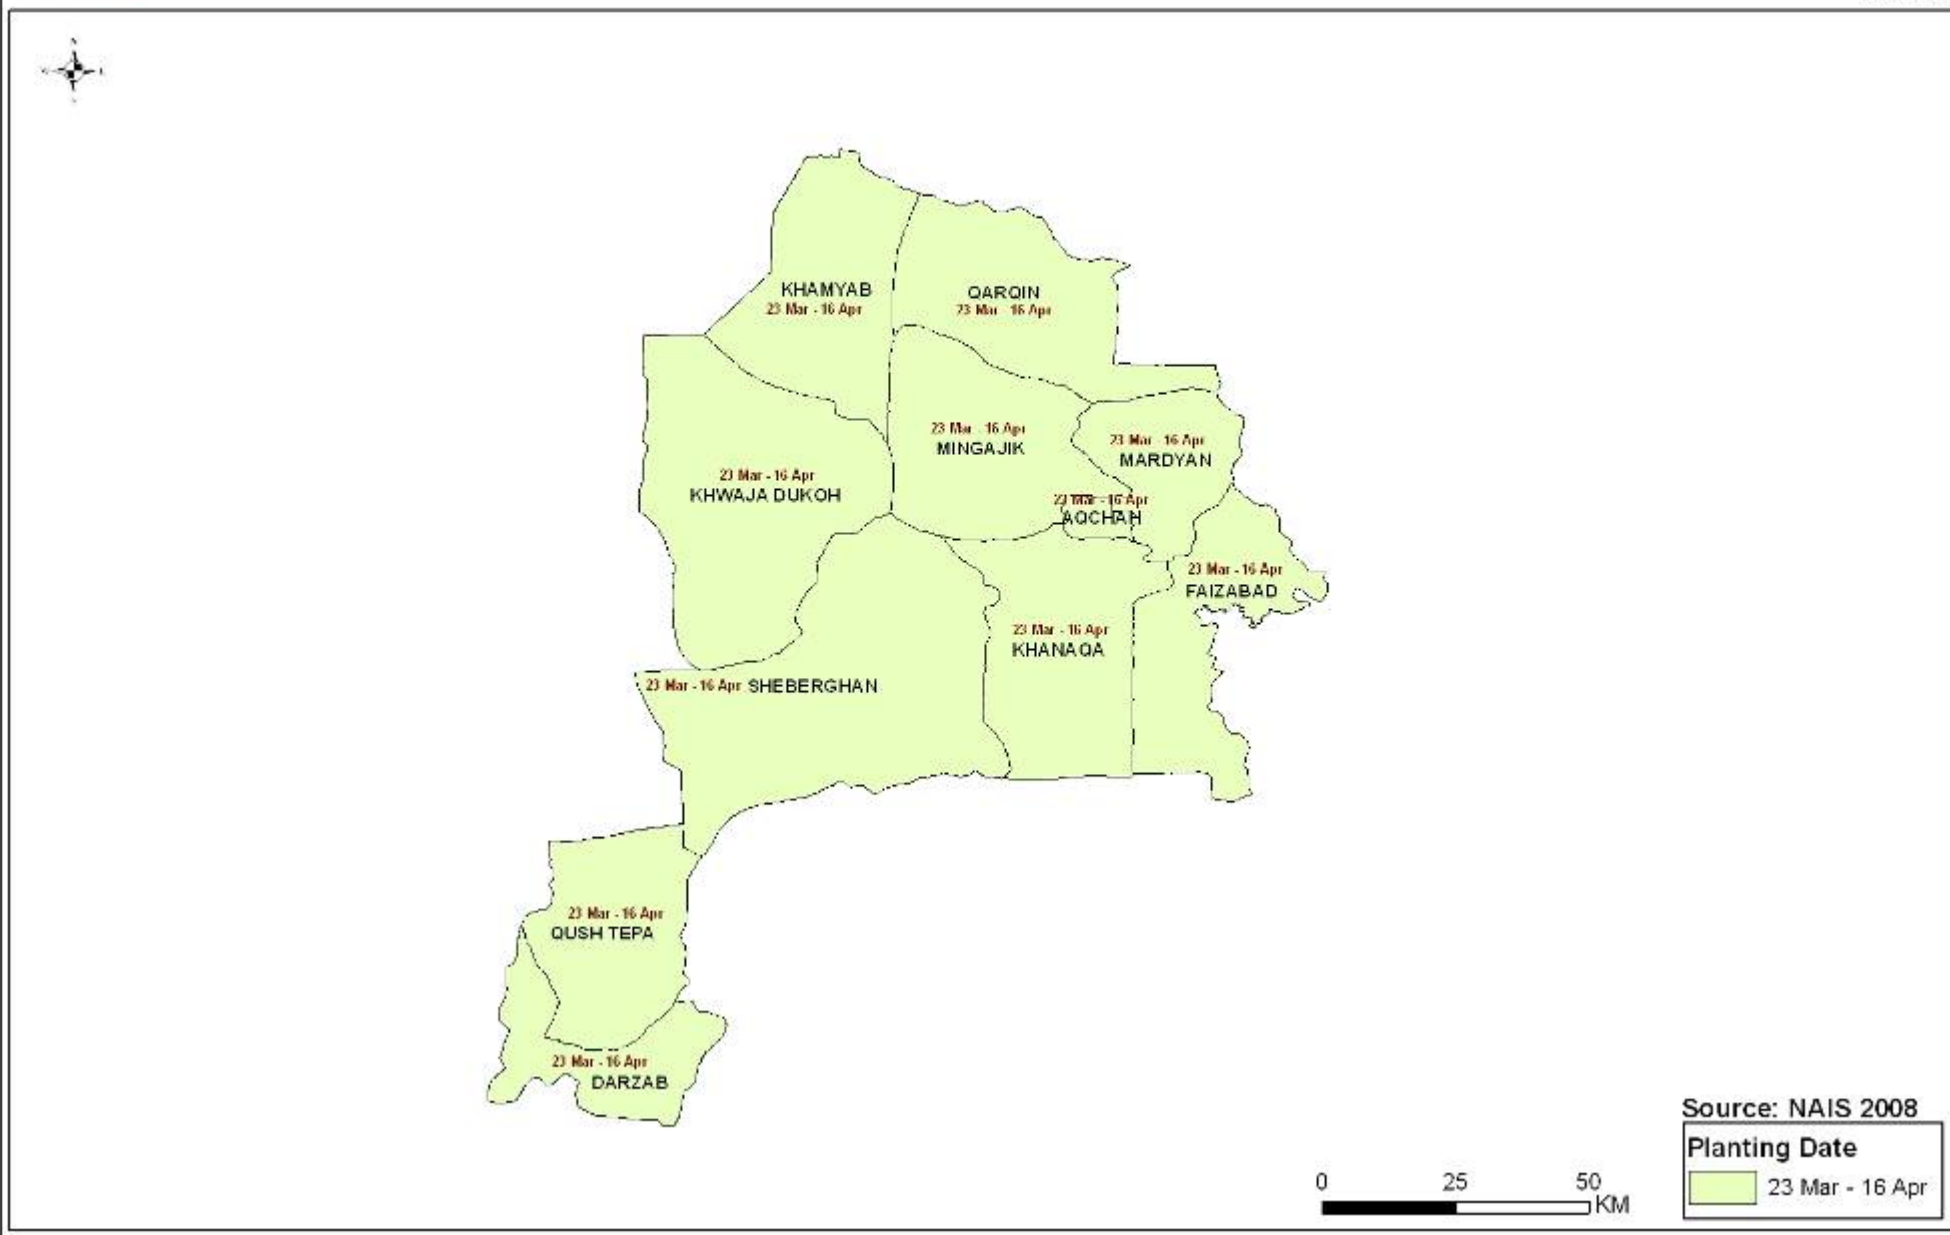 KHAMYAB
23 Mar - 16 Apr
QARQIN
23 Mar - 16 Apr
23 Mar - 16 Apr
MINGAJIK
23 Mar - 16 Apr
MARDYAN
23 Mar - 16 Apr
KHWAJA DUKOH
23 Mar - 16 Apr
AQCHAH
23 Mar - 16 Apr
FAIZABAD
23 Mar - 16 Apr
KHANAQA
23 Mar - 16 Apr SHEBERGHAN
23 Mar - 16 Apr
QUSH TEPA
23 Mar - 16 Apr
DARZAB
Source: NAIS 2008
Planting Date
23 Mar - 16 Apr
0 25 50
KM